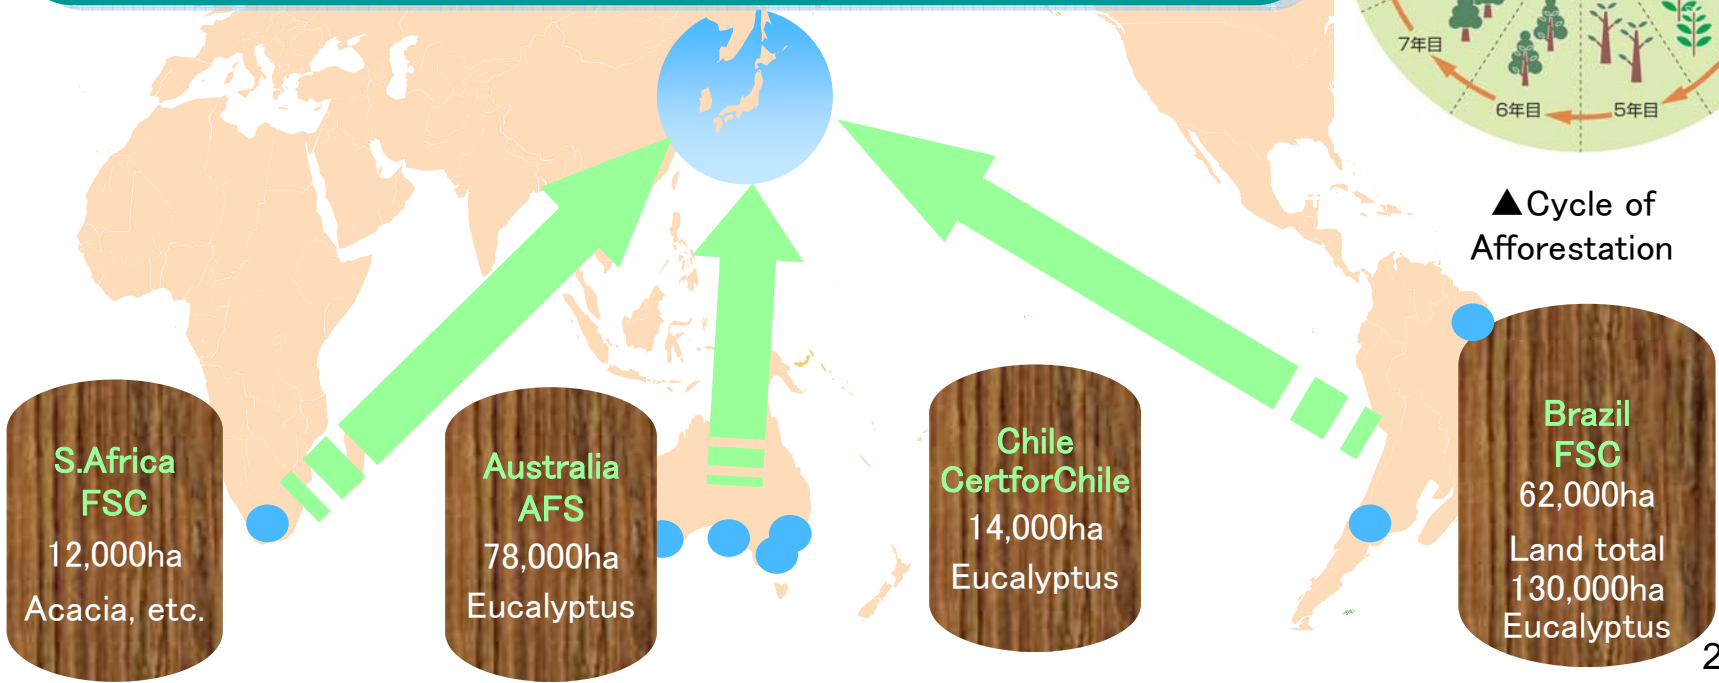 7年目
6年目
5年目
▲Cycle of
Afforestation
S.Africa
FSC
12,000ha
Acacia, etc.
Australia
AFS
78,000ha
Eucalyptus
Chile
CertforChile
14,000ha
Eucalyptus
Brazil
FSC
62,000ha
Land total
130,000ha
Eucalyptus
2